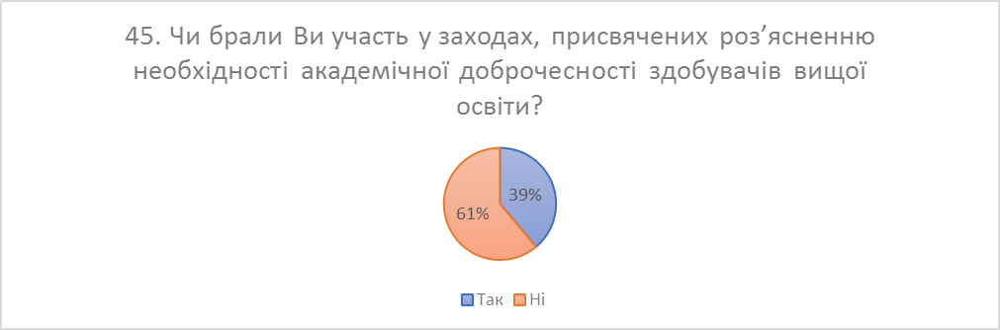 45. Чи брали Ви участь у заходах, присвячених роз’ясненню
необхідності академічної доброчесності здобувачів вищої
освіти?
39%
61%
Так Ні